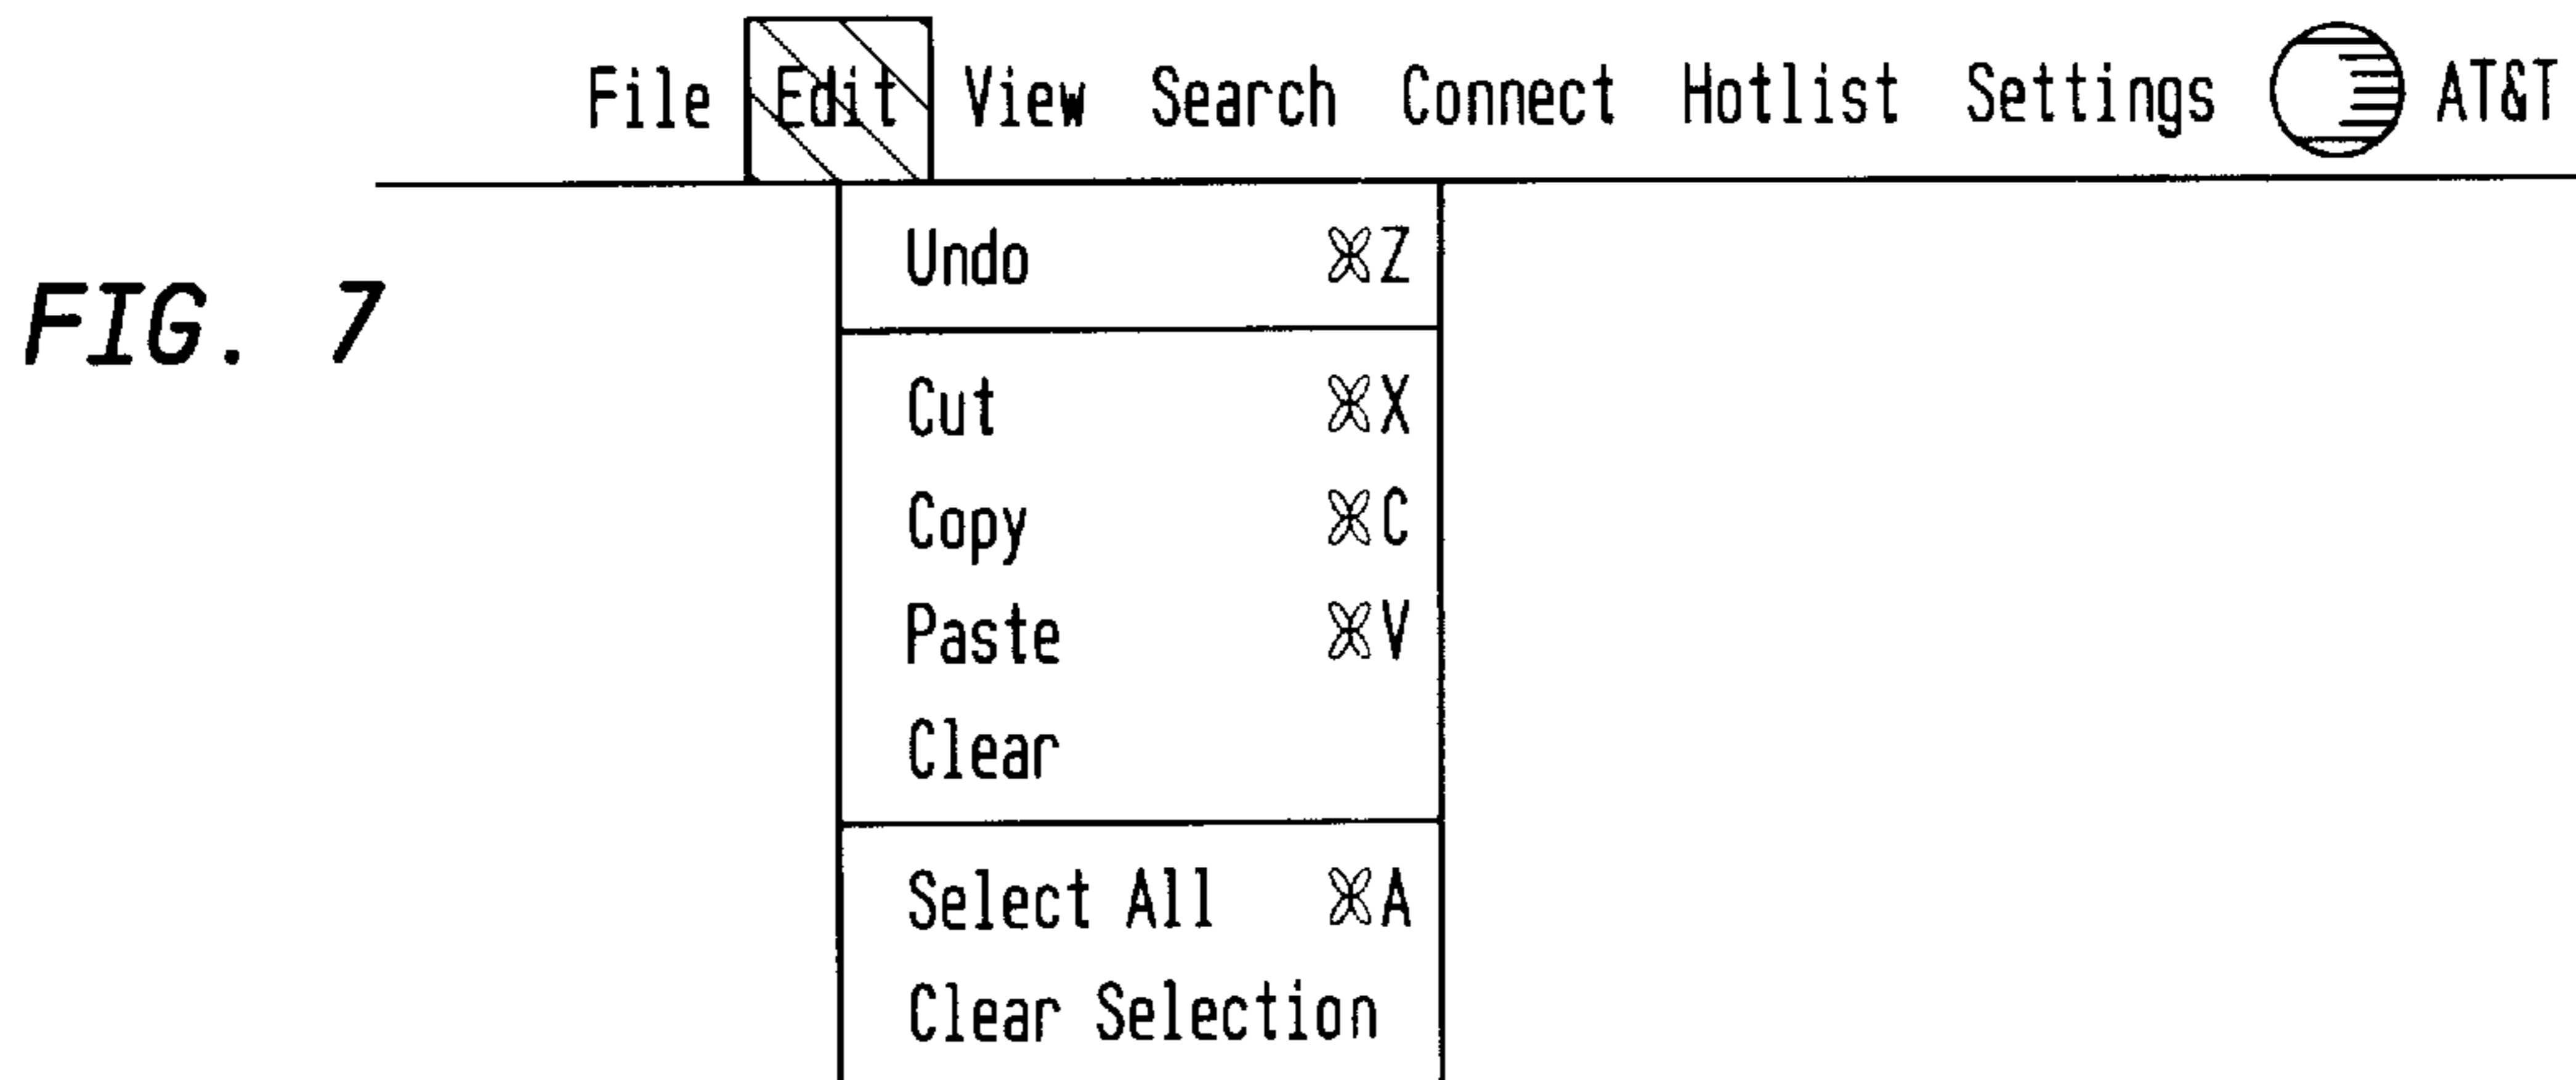 File Edit View Search Connect Hotlist Settings AT&T
FIG. 7
Undo ⌘Z
Cut ⌘X
Copy ⌘C
Paste ⌘V
Clear
Select All ⌘A
Clear Selection